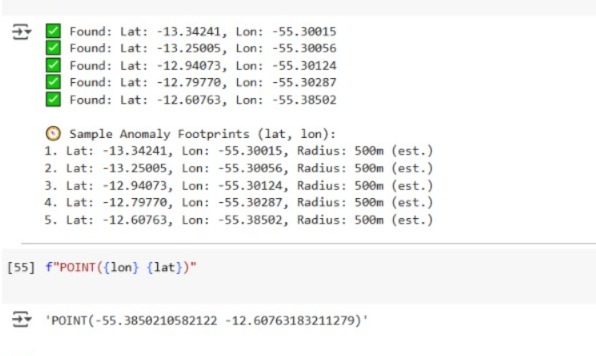 ✅ Found: Lat: -13.34241, Lon: -55.30015
✅ Found: Lat: -13.25005, Lon: -55.30056
✅ Found: Lat: -12.94073, Lon: -55.30124
✅ Found: Lat: -12.79770, Lon: -55.30287
✅ Found: Lat: -12.60763, Lon: -55.38502
🧭 Sample Anomaly Footprints (lat, lon):
1. Lat: -13.34241, Lon: -55.30015, Radius: 500m (est.)
2. Lat: -13.25005, Lon: -55.30056, Radius: 500m (est.)
3. Lat: -12.94073, Lon: -55.30124, Radius: 500m (est.)
4. Lat: -12.79770, Lon: -55.30287, Radius: 500m (est.)
5. Lat: -12.60763, Lon: -55.38502, Radius: 500m (est.)
[55] f"POINT({lon} {lat})"
'POINT(-55.3850210582122 -12.60763183211279)'